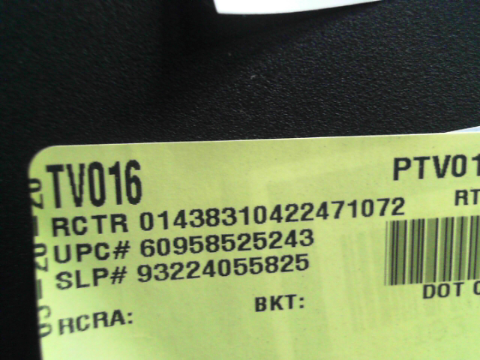 TV016 PTV01
RCTR 01438310422471072 RT
UPC# 60958525243
SLP# 93224055825
RCRA: BKT: DOT